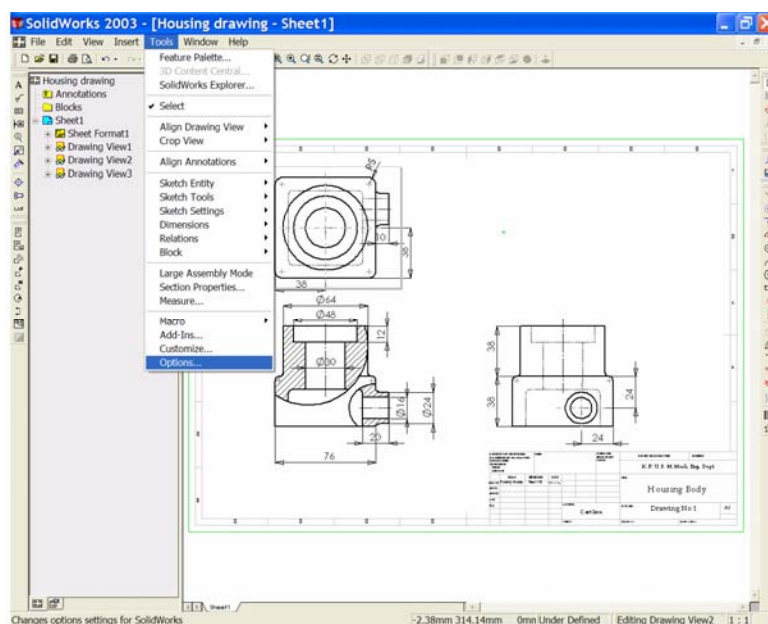 SolidWorks 2003 - [Housing drawing - Sheet1]
File Edit View Insert Tools Window Help
Housing drawing
Annotations
Blocks
Sheet1
Sheet Format1
Drawing View1
Drawing View2
Drawing View3
Feature Palette...
3D Content Central...
SolidWorks Explorer...
Select
Align Drawing View
Crop View
Align Annotations
Sketch Entity
Sketch Tools
Sketch Settings
Dimensions
Relations
Block
Large Assembly Mode
Section Properties...
Measure...
Macro
Add-Ins...
Customize...
Options...
10
38
38
Ø64
Ø48
12
Ø30
Ø16
Ø24
20
76
38
38
24
24
Housing Body
Drawing No 1
Cast Iron
Sheet1
Changes options settings for SolidWorks
-2.38mm 314.14mm 0mm Under Defined Editing Drawing View2 1 : 1